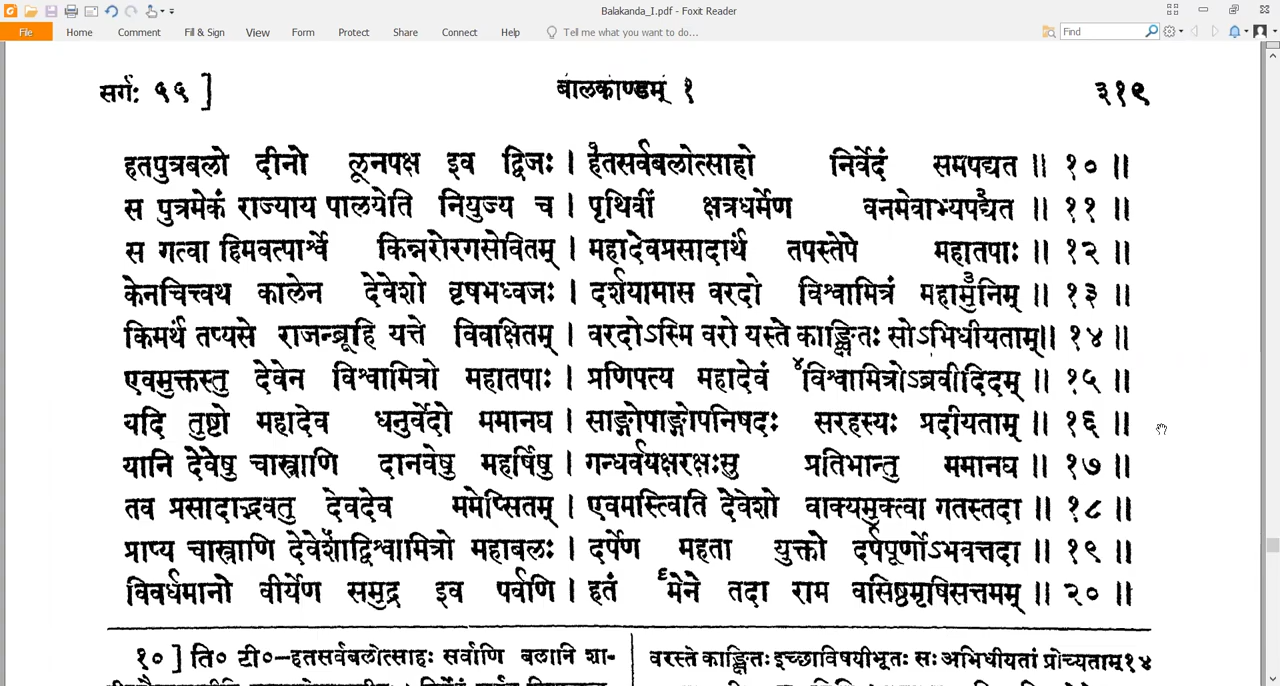 Balakanda_I.pdf - Foxit Reader
File Home Comment Fill & Sign View Form Protect Share Connect Help Tell me what you want to do... Find
सर्गः ५५ ] बालकाण्डम् १ ३१९
हतपुत्रबलो दीनो लूनपक्ष इव द्विजः । हतसर्वबलोत्साहो निर्वेदं समपद्यत ॥ १० ॥
स पुत्रमेकं राज्याय पालयेति नियुज्य च । पृथिवीं क्षत्रधर्मेण वनमेवाभ्यपद्यत ॥ ११ ॥
स गत्वा हिमवत्पार्श्वे किन्नरोरगसेवितम् । महादेवप्रसादार्थं तपस्तेपे महातपाः ॥ १२ ॥
केनचित्त्वथ कालेन देवेशो वृषभध्वजः । दर्शयामास वरदो विश्वामित्रं महामुनिम् ॥ १३ ॥
किमर्थं तप्यसे राजन्ब्रूहि यत्ते विवक्षितम् । वरदोऽस्मि वरो यस्ते काङ्क्षितः सोऽभिधीयताम्॥ १४ ॥
एवमुक्तस्तु देवेन विश्वामित्रो महातपाः । प्रणिपत्य महादेवं ४विश्वामित्रोऽब्रवीदिदम् ॥ १५ ॥
यदि तुष्टो महादेव धनुर्वेदो ममानघ । साङ्गोपाङ्गोपनिषदः सरहस्यः प्रदीयताम् ॥ १६ ॥
यानि देवेषु चास्त्राणि दानवेषु महर्षिषु । गन्धर्वयक्षरक्षःसु प्रतिभान्तु ममानघ ॥ १७ ॥
तव प्रसादाद्भवतु देवदेव ममेप्सितम् । एवमस्त्विति देवेशो वाक्यमुक्त्वा गतस्तदा ॥ १८ ॥
प्राप्य चास्त्राणि देवेशाद्विश्वामित्रो महाबलः । दर्पेण महता युक्तो दर्पपूर्णोऽभवत्तदा ॥ १९ ॥
विवर्धमानो वीर्येण समुद्र इव पर्वणि । हतं ६मेने तदा राम वसिष्ठमृषिसत्तमम् ॥ २० ॥
१० ] ति० टी०–हतसर्वबलोत्साहः सर्वाणि बलानि शा-
वरस्ते काङ्क्षितः इच्छाविषयीभूतः सः अभिधीयतां प्रोच्यताम् १४